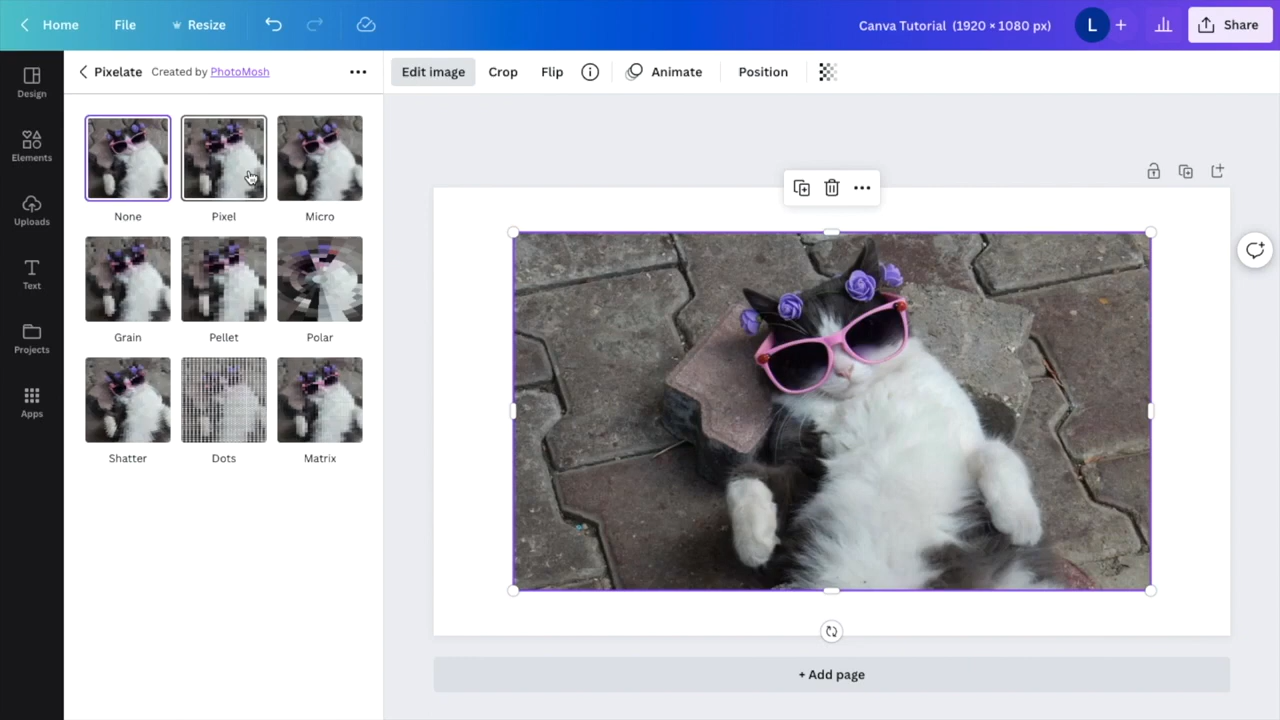 Home File Resize Canva Tutorial (1920 × 1080 px) L + Share
Design
Elements
Uploads
Text
Projects
Apps
Pixelate Created by PhotoMosh
None Pixel Micro
Grain Pellet Polar
Shatter Dots Matrix
Edit image Crop Flip Animate Position
+ Add page